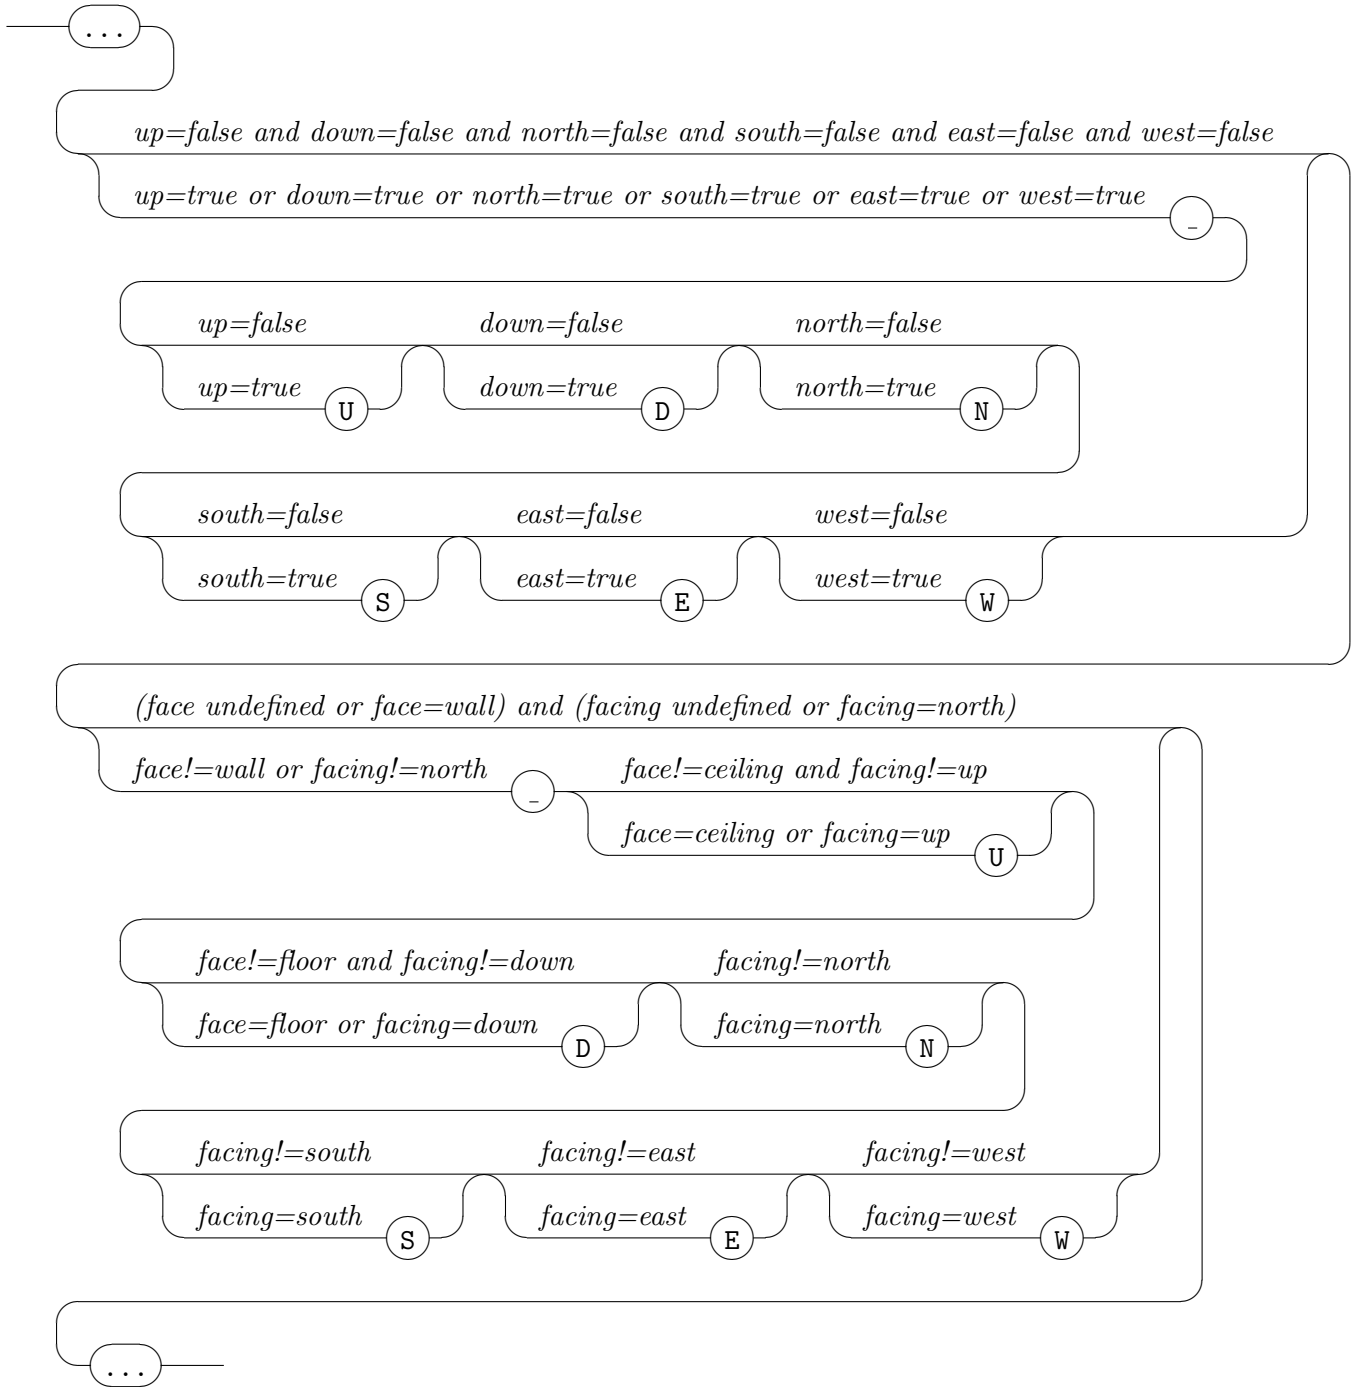 ...
up=false and down=false and north=false and south=false and east=false and west=false
up=true or down=true or north=true or south=true or east=true or west=true _
up=false down=false north=false
up=true U down=true D north=true N
south=false east=false west=false
south=true S east=true E west=true W
(face undefined or face=wall) and (facing undefined or facing=north)
face!=wall or facing!=north _ face!=ceiling and facing!=up
face=ceiling or facing=up U
face!=floor and facing!=down facing!=north
face=floor or facing=down D facing=north N
facing!=south facing!=east facing!=west
facing=south S facing=east E facing=west W
...